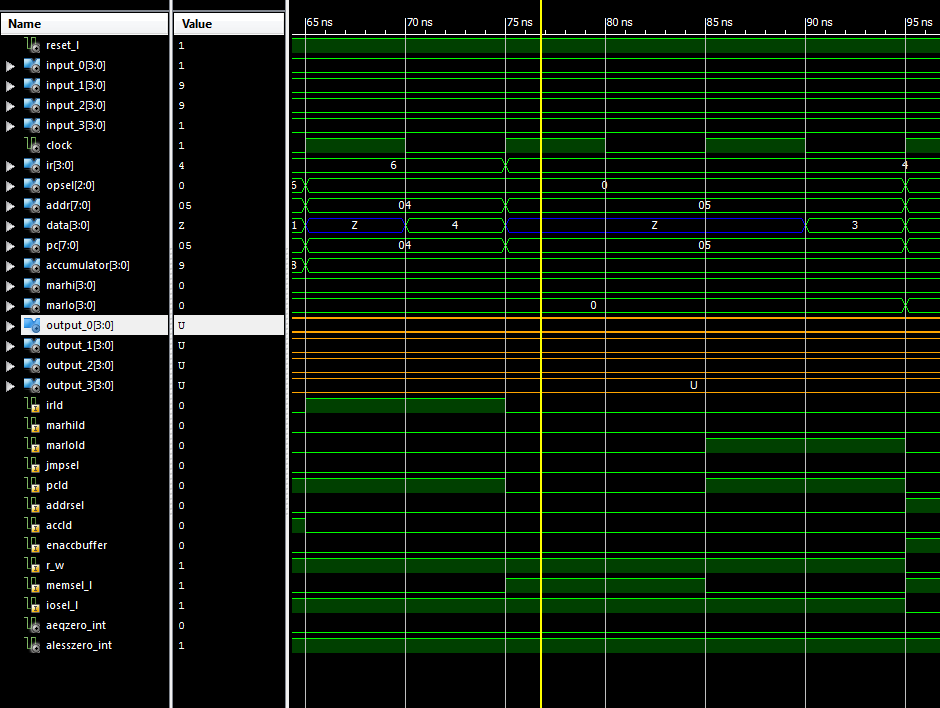 Name Value 65 ns 70 ns 75 ns 80 ns 85 ns 90 ns 95 ns
reset_l 1
input_0[3:0] 1
input_1[3:0] 9
input_2[3:0] 9
input_3[3:0] 1
clock 1
ir[3:0] 4 6 4
opsel[2:0] 0 0
addr[7:0] 05 04 05
data[3:0] Z 1 Z 4 Z 3
pc[7:0] 05 04 05
accumulator[3:0] 9
marhi[3:0] 0
marlo[3:0] 0 0
output_0[3:0] U
output_1[3:0] U
output_2[3:0] U
output_3[3:0] U U
irld 0
marhild 0
marlold 0
jmpsel 0
pcld 0
addrsel 0
accld 0
enaccbuffer 0
r_w 1
memsel_l 1
iosel_l 1
aeqzero_int 0
alesszero_int 1